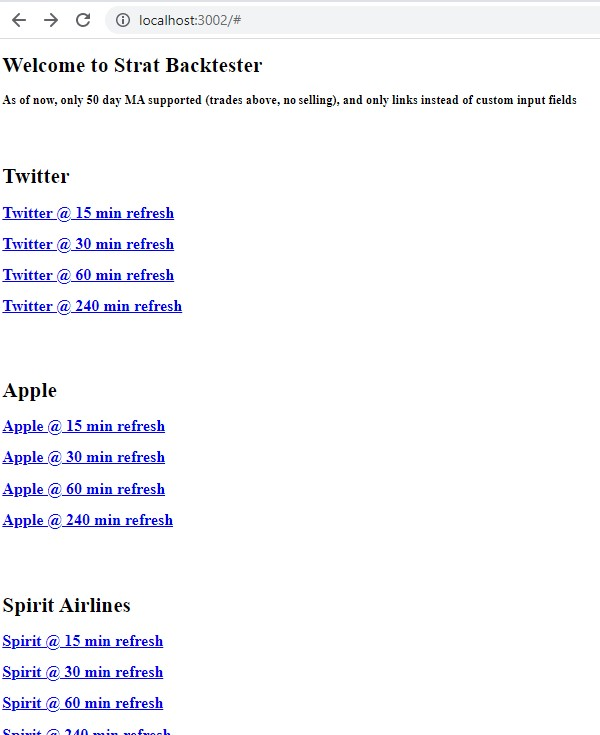 localhost:3002/#
Welcome to Strat Backtester
As of now, only 50 day MA supported (trades above, no selling), and only links instead of custom input fields
Twitter
Twitter @ 15 min refresh
Twitter @ 30 min refresh
Twitter @ 60 min refresh
Twitter @ 240 min refresh
Apple
Apple @ 15 min refresh
Apple @ 30 min refresh
Apple @ 60 min refresh
Apple @ 240 min refresh
Spirit Airlines
Spirit @ 15 min refresh
Spirit @ 30 min refresh
Spirit @ 60 min refresh
Spirit @ 240 min refresh